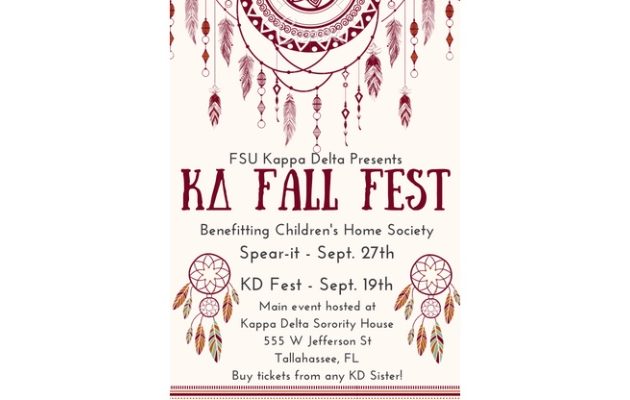 FSU Kappa Delta Presents
KΔ FALL FEST
Benefitting Children's Home Society
Spear-it - Sept. 27th
KD Fest - Sept. 19th
Main event hosted at
Kappa Delta Sorority House
555 W Jefferson St
Tallahassee, FL
Buy tickets from any KD Sister!